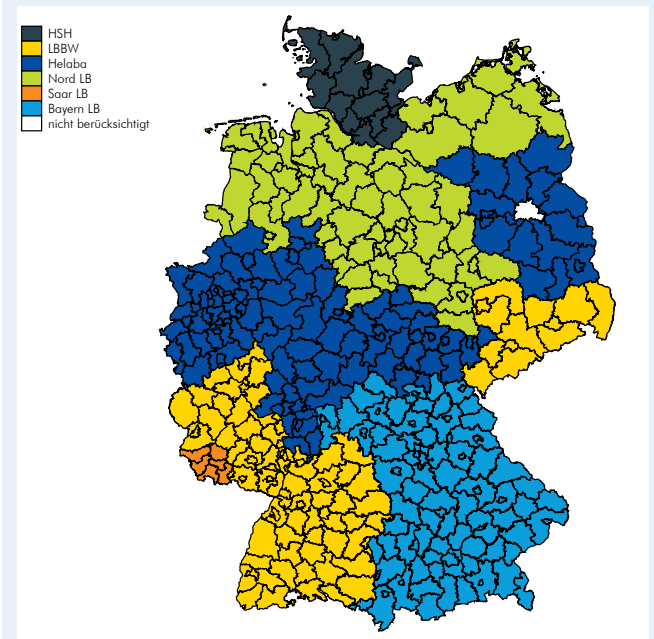 HSH
LBBW
Helaba
Nord LB
Saar LB
Bayern LB
nicht berücksichtigt